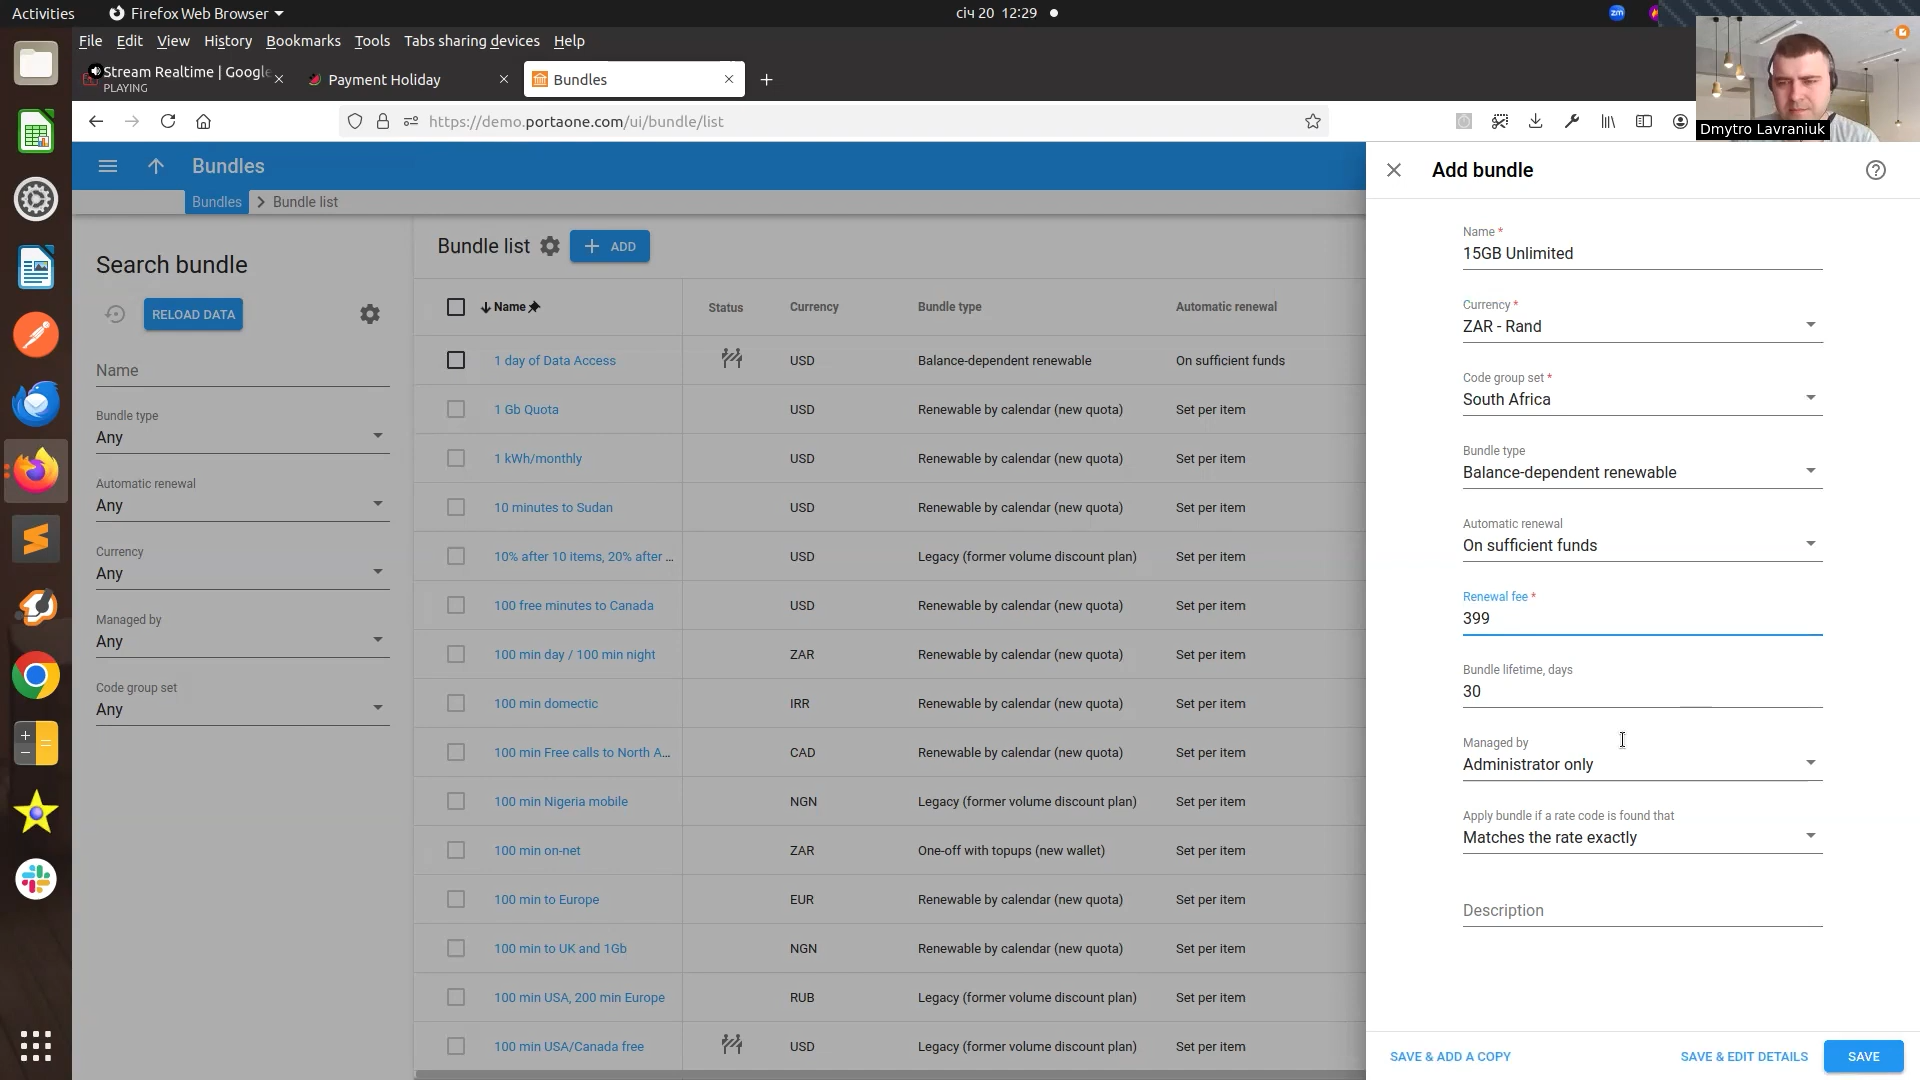 Activities
Firefox Web Browser
січ 20 12:29
zm
File Edit View History Bookmarks Tools Tabs sharing devices Help
Stream Realtime | Google
PLAYING
Payment Holiday
Bundles
https://demo.portaone.com/ui/bundle/list
Dmytro Lavraniuk
Bundles
Bundles > Bundle list
Search bundle
RELOAD DATA
Name
Bundle type
Any
Automatic renewal
Any
Currency
Any
Managed by
Any
Code group set
Any
Bundle list
+ ADD
Name Status Currency Bundle type Automatic renewal
1 day of Data Access USD Balance-dependent renewable On sufficient funds
1 Gb Quota USD Renewable by calendar (new quota) Set per item
1 kWh/monthly USD Renewable by calendar (new quota) Set per item
10 minutes to Sudan USD Renewable by calendar (new quota) Set per item
10% after 10 items, 20% after ... USD Legacy (former volume discount plan) Set per item
100 free minutes to Canada USD Renewable by calendar (new quota) Set per item
100 min day / 100 min night ZAR Renewable by calendar (new quota) Set per item
100 min domectic IRR Renewable by calendar (new quota) Set per item
100 min Free calls to North A... CAD Renewable by calendar (new quota) Set per item
100 min Nigeria mobile NGN Legacy (former volume discount plan) Set per item
100 min on-net ZAR One-off with topups (new wallet) Set per item
100 min to Europe EUR Renewable by calendar (new quota) Set per item
100 min to UK and 1Gb NGN Renewable by calendar (new quota) Set per item
100 min USA, 200 min Europe RUB Legacy (former volume discount plan) Set per item
100 min USA/Canada free USD Legacy (former volume discount plan) Set per item
Add bundle
Name *
15GB Unlimited
Currency *
ZAR - Rand
Code group set *
South Africa
Bundle type
Balance-dependent renewable
Automatic renewal
On sufficient funds
Renewal fee *
399
Bundle lifetime, days
30
Managed by
Administrator only
Apply bundle if a rate code is found that
Matches the rate exactly
Description
SAVE & ADD A COPY
SAVE & EDIT DETAILS
SAVE